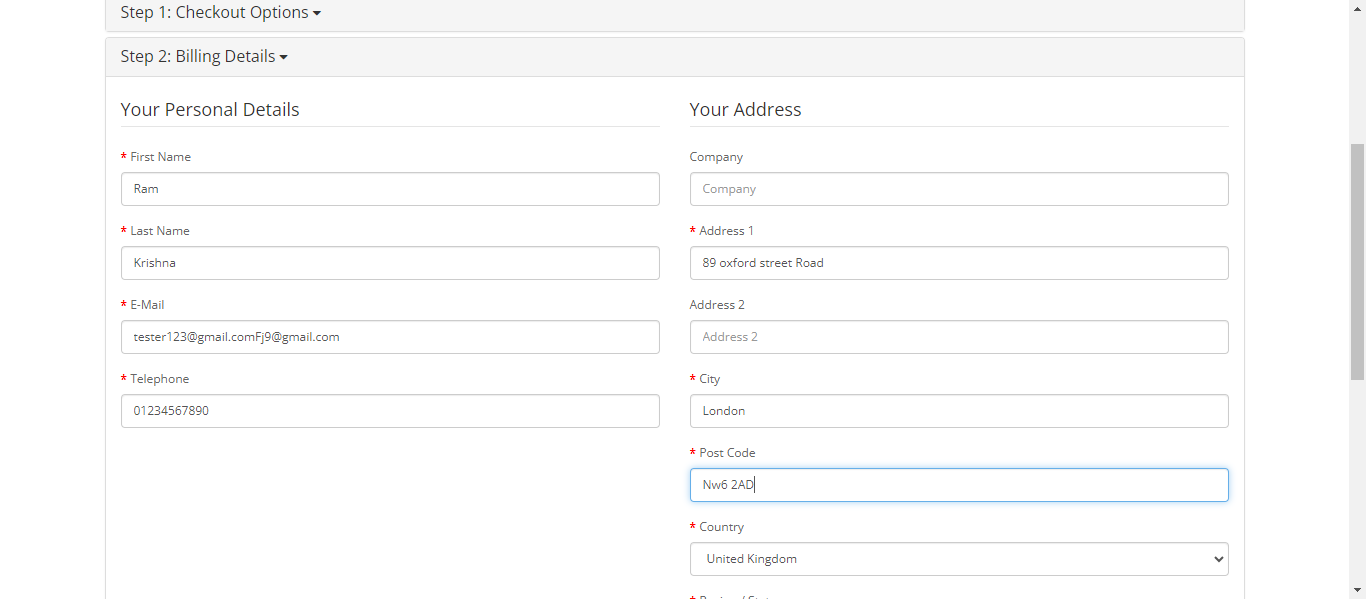 Step 1: Checkout Options
Step 2: Billing Details
Your Personal Details
* First Name
Ram
* Last Name
Krishna
* E-Mail
tester123@gmail.comFj9@gmail.com
* Telephone
01234567890
Your Address
Company
Company
* Address 1
89 oxford street Road
Address 2
Address 2
* City
London
* Post Code
Nw6 2AD
* Country
United Kingdom